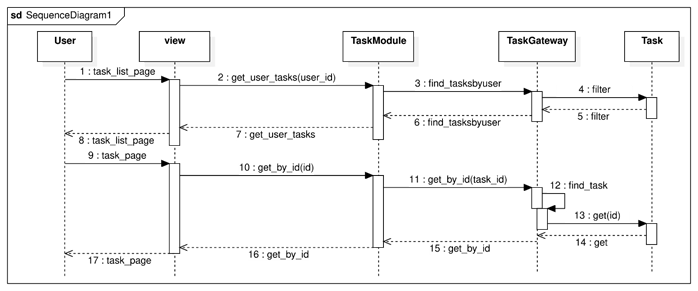 sd SequenceDiagram1
User view TaskModule TaskGateway Task
1 : task_list_page
2 : get_user_tasks(user_id)
3 : find_tasksbyuser
4 : filter
5 : filter
6 : find_tasksbyuser
7 : get_user_tasks
8 : task_list_page
9 : task_page
10 : get_by_id(id)
11 : get_by_id(task_id)
12 : find_task
13 : get(id)
14 : get
15 : get_by_id
16 : get_by_id
17 : task_page